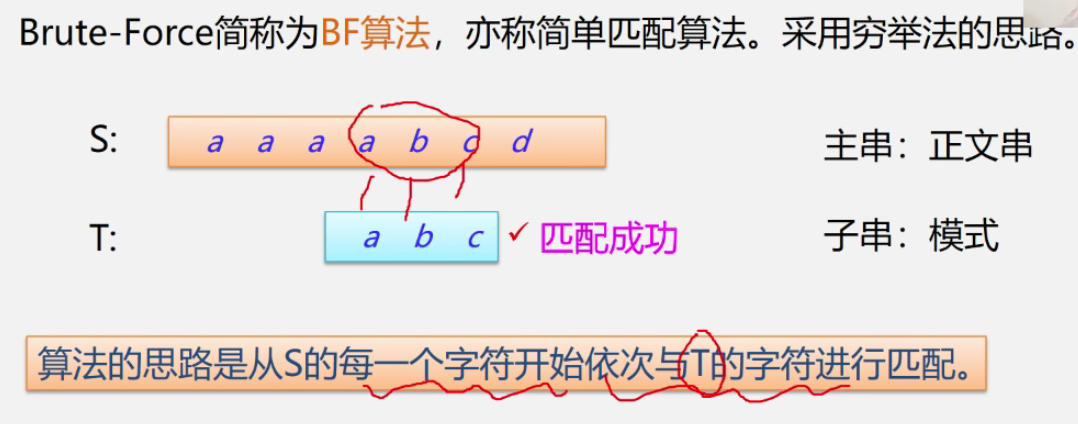 Brute-Force简称为BF算法，亦称简单匹配算法。采用穷举法的思路。
S: a a a a b c d 主串：正文串
T: a b c ✓匹配成功 子串：模式
算法的思路是从S的每一个字符开始依次与T的字符进行匹配。